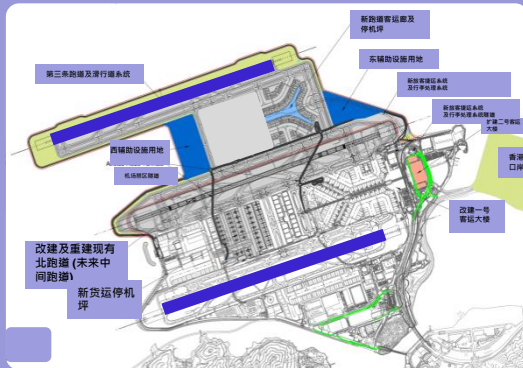 新跑道客运廊及
停机坪
第三条跑道及滑行道系统
东辅助设施用地
新旅客捷运系统
及行李处理系统
新旅客捷运系统
及行李处理系统隧道
扩建二号客运
大楼
西辅助设施用地
机场禁区隧道
香港
口岸
改建一号
客运大楼
改建及重建现有
北跑道 (未来中
间跑道)
新货运停机
坪